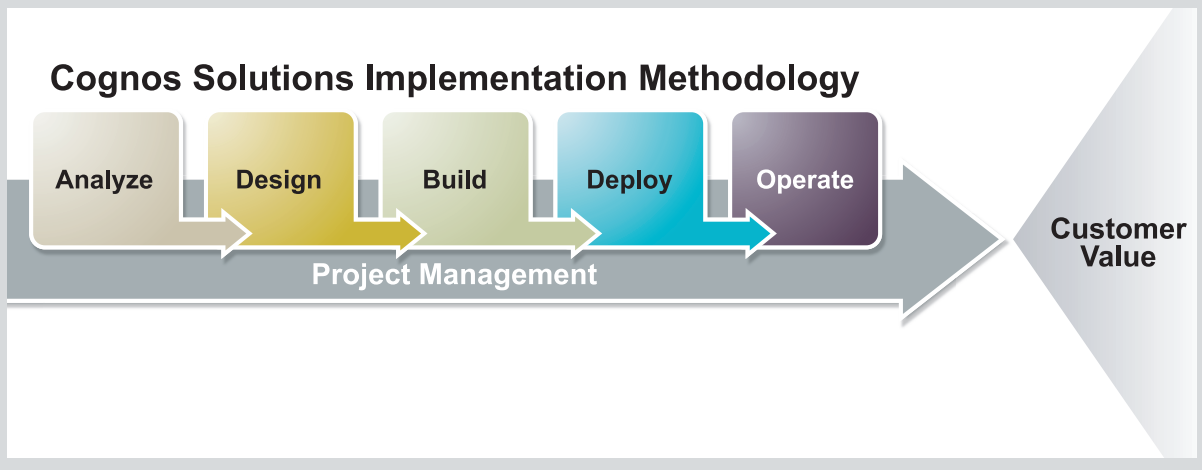 Cognos Solutions Implementation Methodology
Analyze
Design
Build
Deploy
Operate
Project Management
Customer
Value